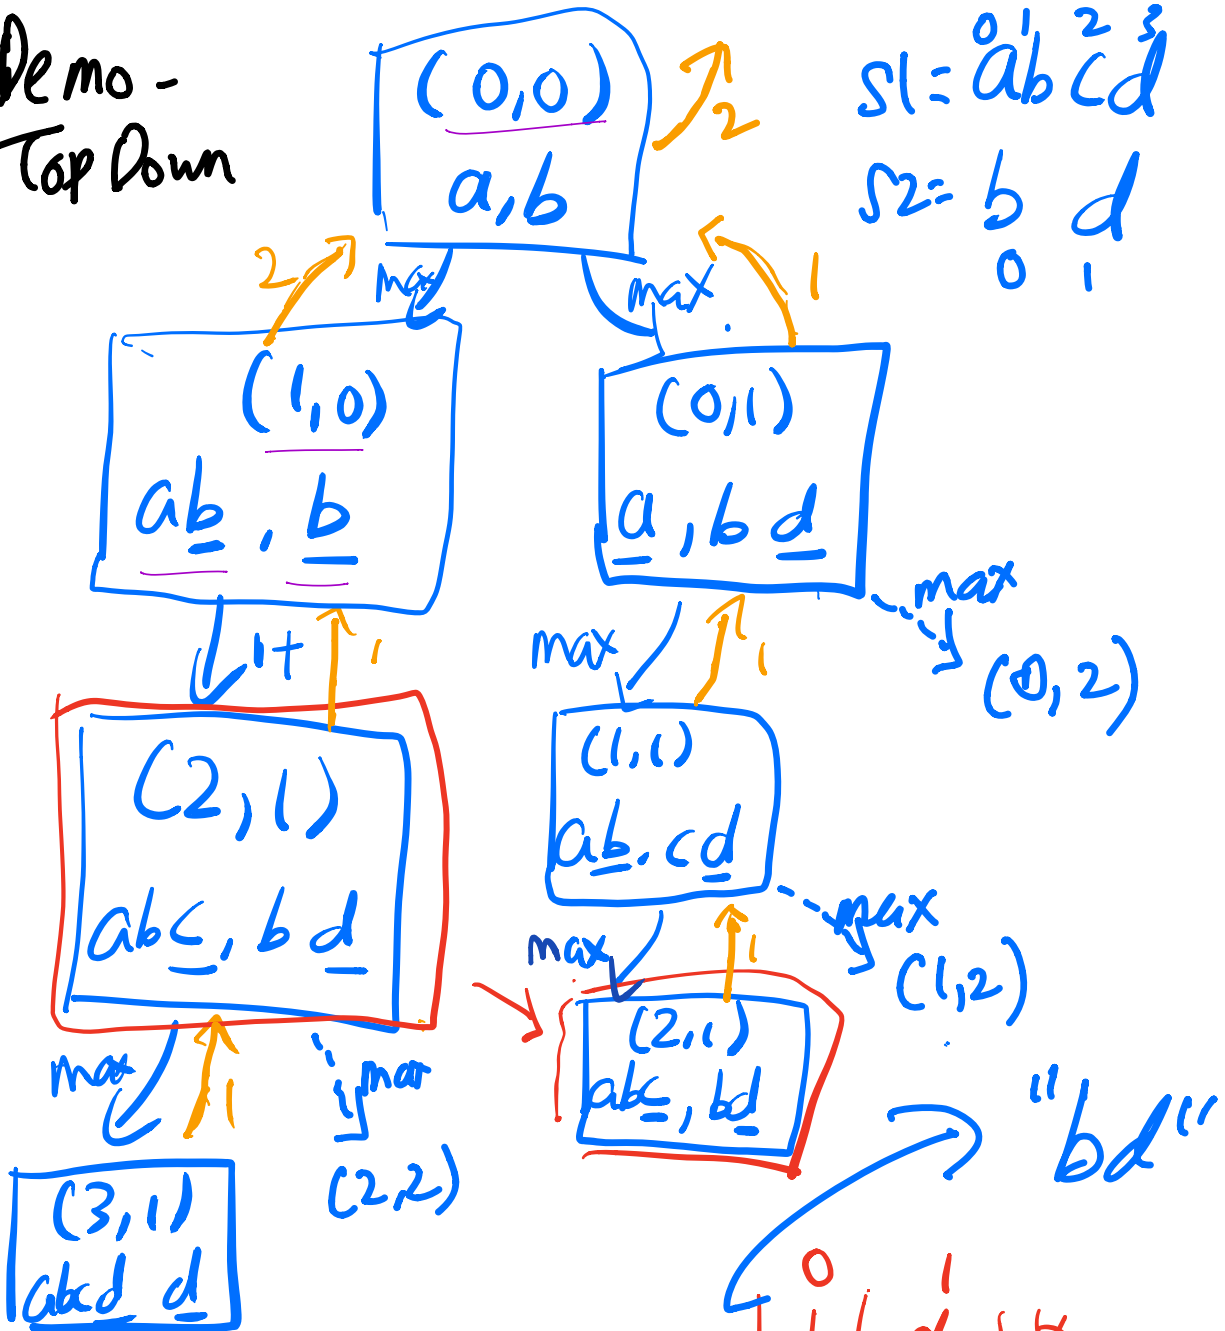 Demo -
Top Down
0 1 2 3
s1 = abcd
s2 = b d
0 1
(0,0)
a,b
2
2
max
max
1
(1,0)
ab , b
(0,1)
a , b d
1+
1
max
1
max
(0,2)
(2,1)
abc , b d
(1,1)
ab . cd
max
1
max
(1,2)
max
1
max
(2,2)
(2,1)
abc , bd
"bd"
(3,1)
abcd d
0 1